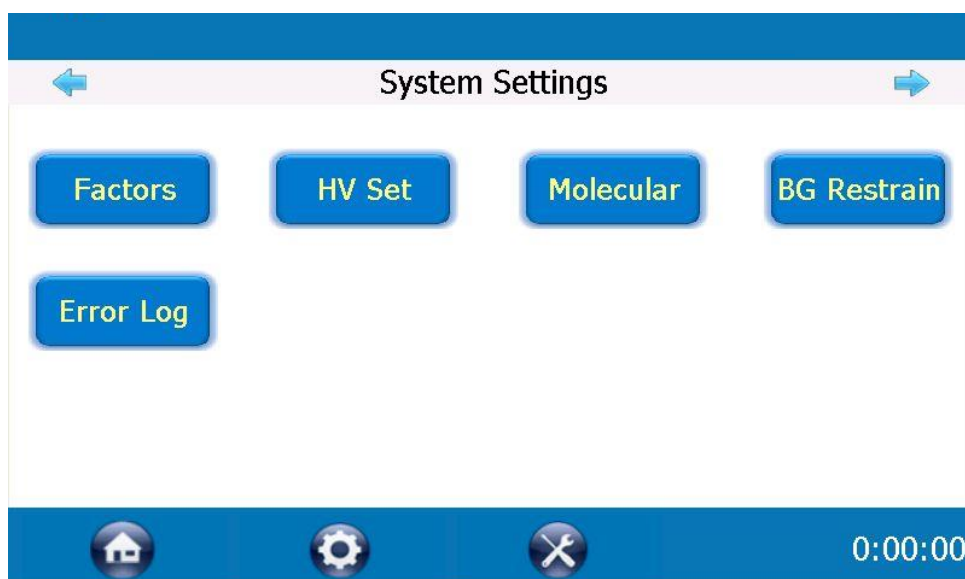 System Settings
Factors
HV Set
Molecular
BG Restrain
Error Log
0:00:00